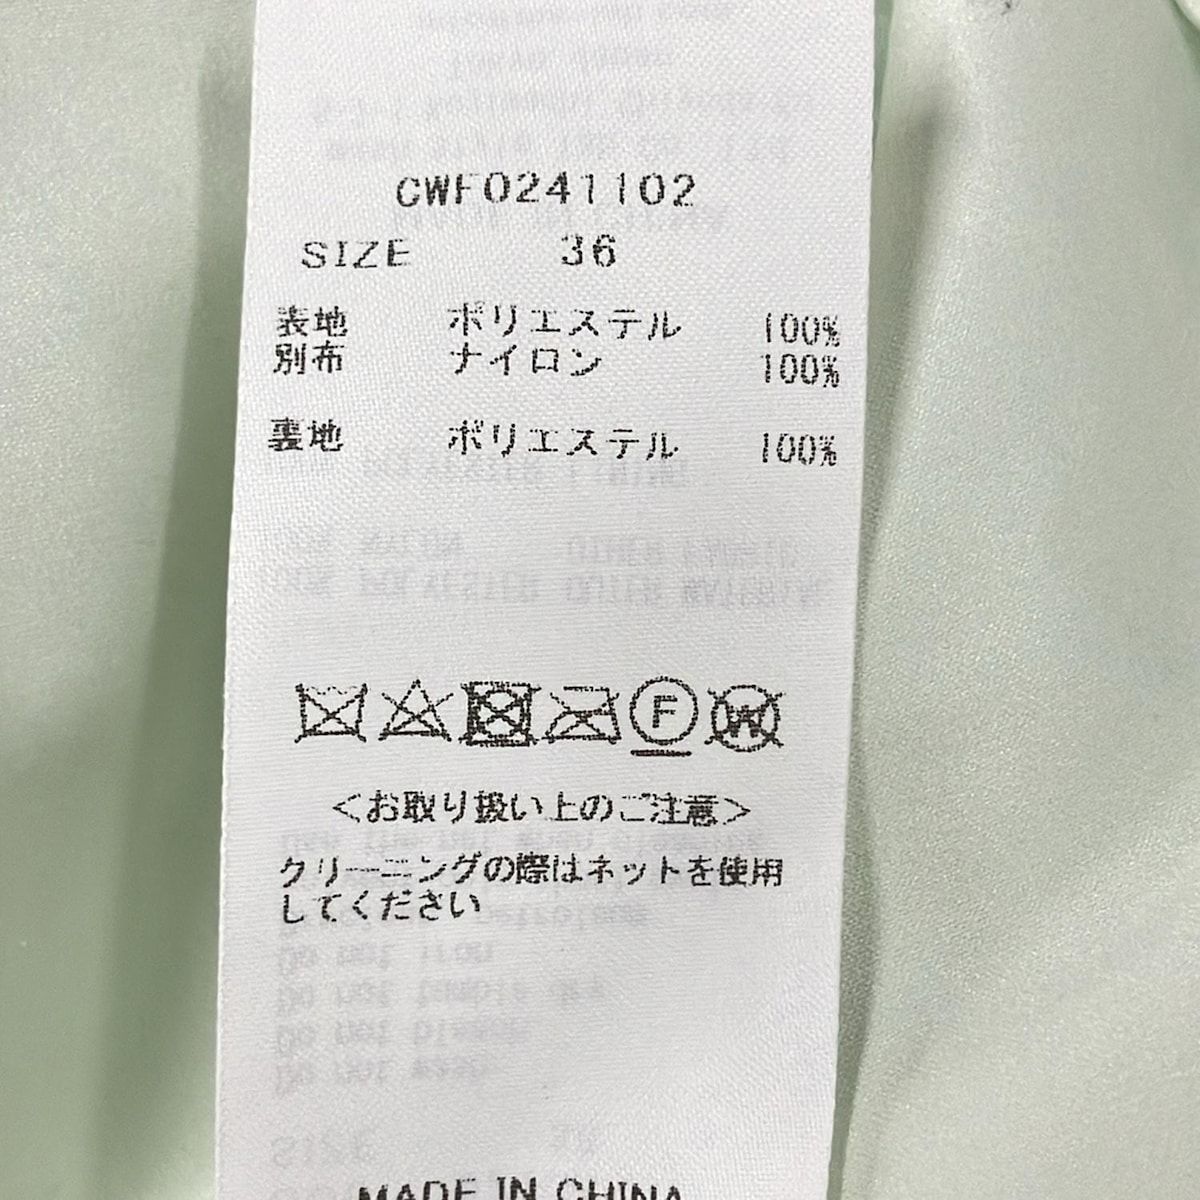 CWF0241102
SIZE 36
表地 ポリエステル 100%
別布 ナイロン 100%
裏地 ポリエステル 100%
F W
<お取り扱い上のご注意>
クリーニングの際はネットを使用
してください
MADE IN CHINA